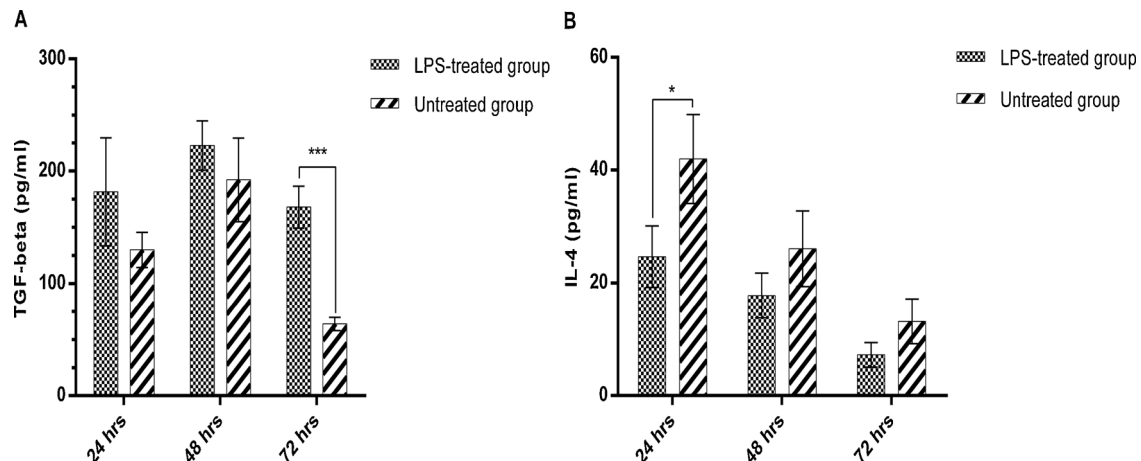 A
TGF-beta (pg/ml)
300
200
100
0
LPS-treated group
Untreated group
***
24 hrs
48 hrs
72 hrs
B
IL-4 (pg/ml)
60
40
20
0
LPS-treated group
Untreated group
*
24 hrs
48 hrs
72 hrs